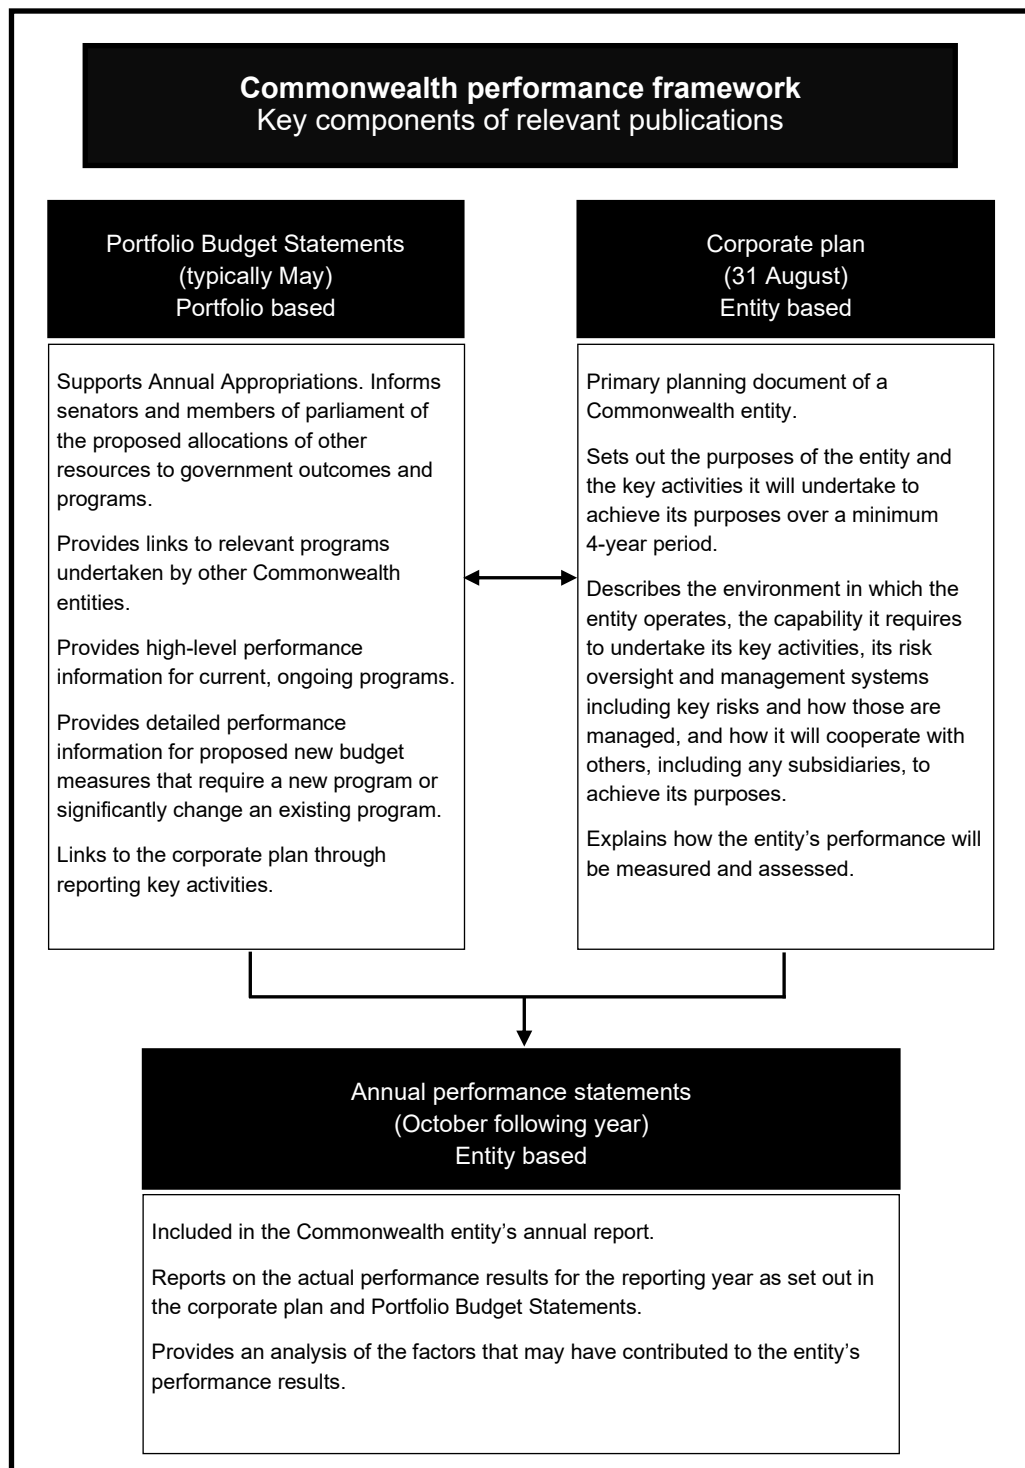 Commonwealth performance framework
Key components of relevant publications
Portfolio Budget Statements
(typically May)
Portfolio based
Supports Annual Appropriations. Informs
senators and members of parliament of
the proposed allocations of other
resources to government outcomes and
programs.
Provides links to relevant programs
undertaken by other Commonwealth
entities.
Provides high-level performance
information for current, ongoing programs.
Provides detailed performance
information for proposed new budget
measures that require a new program or
significantly change an existing program.
Links to the corporate plan through
reporting key activities.
Corporate plan
(31 August)
Entity based
Primary planning document of a
Commonwealth entity.
Sets out the purposes of the entity and
the key activities it will undertake to
achieve its purposes over a minimum
4-year period.
Describes the environment in which the
entity operates, the capability it requires
to undertake its key activities, its risk
oversight and management systems
including key risks and how those are
managed, and how it will cooperate with
others, including any subsidiaries, to
achieve its purposes.
Explains how the entity’s performance will
be measured and assessed.
Annual performance statements
(October following year)
Entity based
Included in the Commonwealth entity’s annual report.
Reports on the actual performance results for the reporting year as set out in
the corporate plan and Portfolio Budget Statements.
Provides an analysis of the factors that may have contributed to the entity’s
performance results.